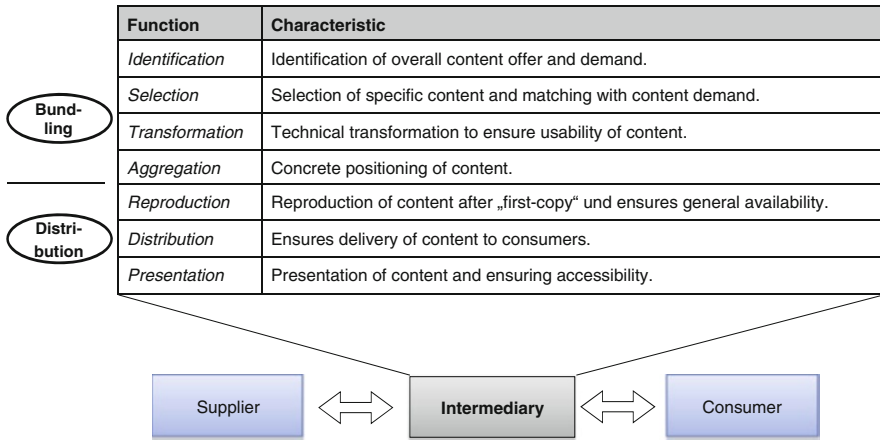 Function Characteristic
Identification Identification of overall content offer and demand.
Selection Selection of specific content and matching with content demand.
Bund-
ling
Transformation Technical transformation to ensure usability of content.
Aggregation Concrete positioning of content.
Reproduction Reproduction of content after „first-copy“ und ensures general availability.
Distri-
bution
Distribution Ensures delivery of content to consumers.
Presentation Presentation of content and ensuring accessibility.
Supplier Intermediary Consumer